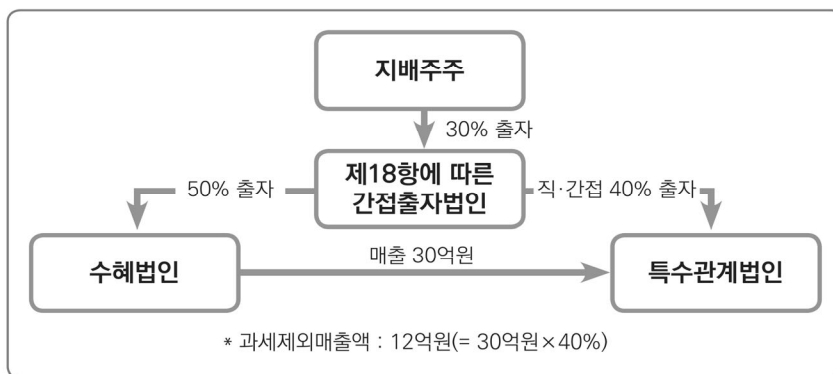 지배주주
30% 출자
제18항에 따른
간접출자법인
50% 출자
직·간접 40% 출자
수혜법인
매출 30억원
특수관계법인
* 과세제외매출액 : 12억원(= 30억원×40%)